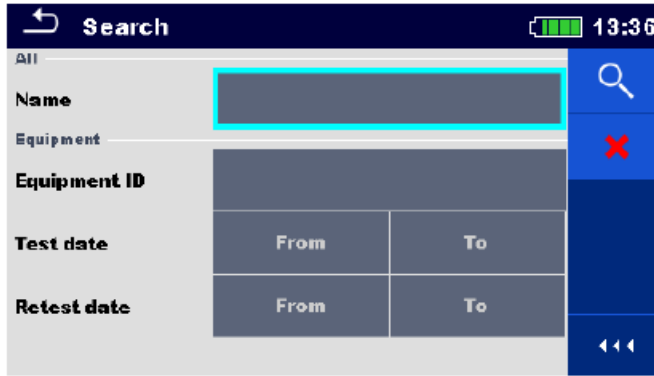 Search 13:36
All
Name
Equipment
Equipment ID
Test date From To
Retest date From To